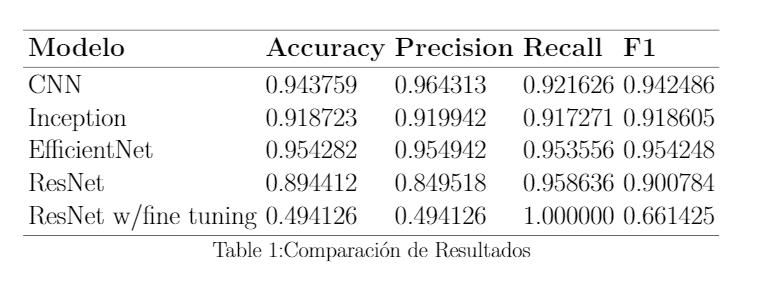 Modelo Accuracy Precision Recall F1
CNN 0.943759 0.964313 0.921626 0.942486
Inception 0.918723 0.919942 0.917271 0.918605
EfficientNet 0.954282 0.954942 0.953556 0.954248
ResNet 0.894412 0.849518 0.958636 0.900784
ResNet w/fine tuning 0.494126 0.494126 1.000000 0.661425
Table 1:Comparación de Resultados